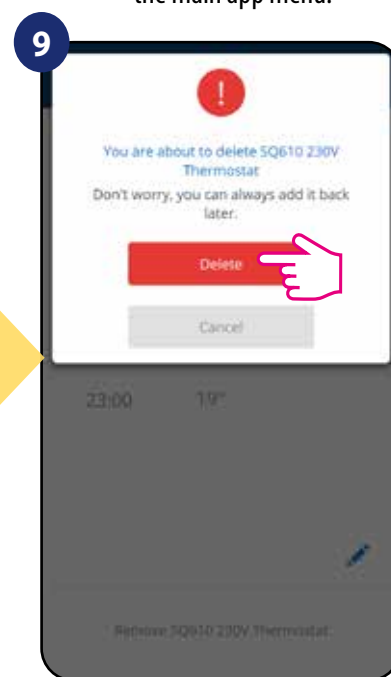 the main app menu.
9
!
You are about to delete SQ610 230V
Thermostat
Don't worry, you can always add it back
later.
Delete
Cancel
23:00 19°
Remove SQ610 230V Thermostat